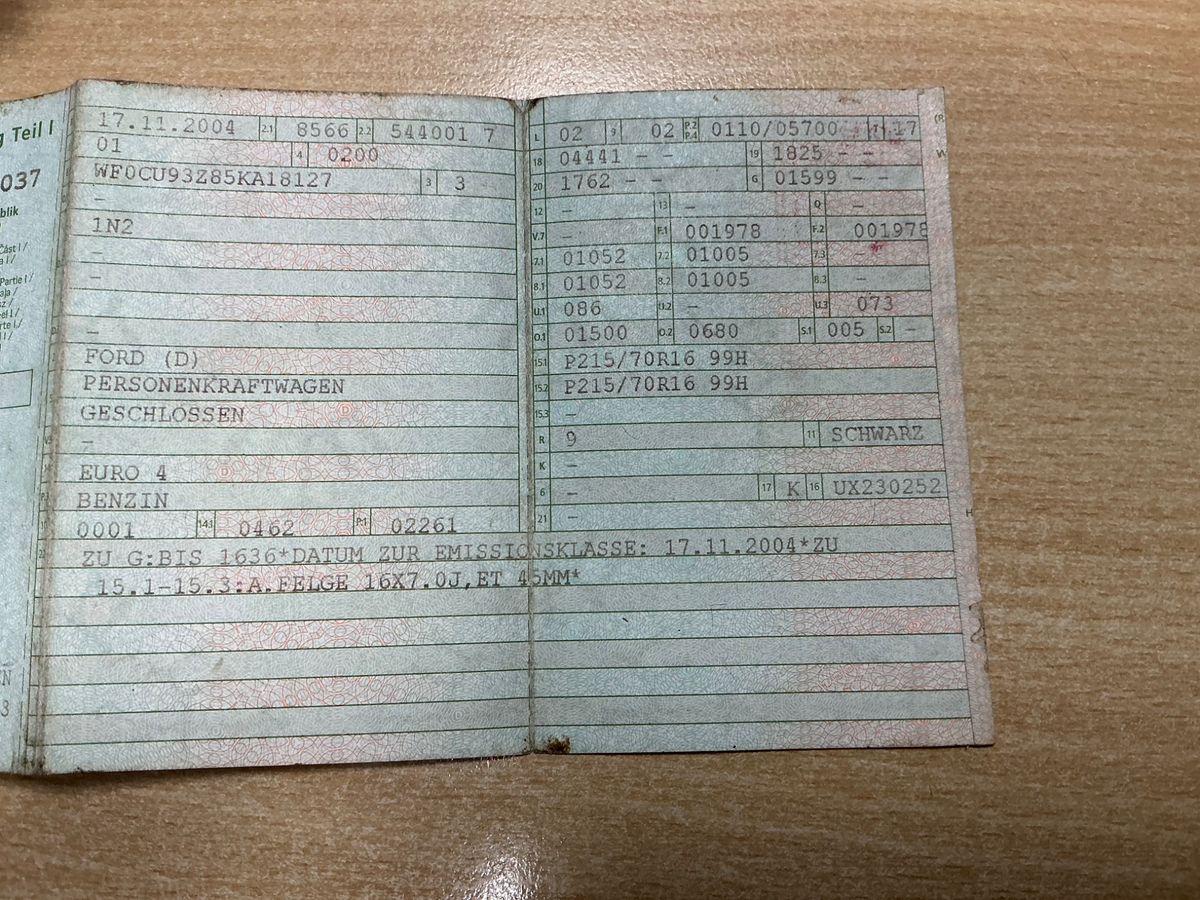 g Teil I
037
blik
Část I /
Partie I /
17.11.2004 2.1 8566 2.2 544001 7
01 4 0200
WF0CU93Z85KA18127 3 3
-
1N2
-
-
-
FORD (D)
PERSONENKRAFTWAGEN
GESCHLOSSEN
-
EURO 4
BENZIN
0001 14.1 0462 P.1 02261
L 02 9 02 P.2 P.4 0110/05700 T 17
18 04441 - - 19 1825 - -
20 1762 - - G 01599 - -
12 - 13 - Q -
V.7 - F.1 001978 F.2 001978
7.1 01052 7.2 01005 7.3 -
8.1 01052 8.2 01005 8.3 -
U.1 086 U.2 - U.3 073
O.1 01500 O.2 0680 S.1 005 S.2 -
15.1 P215/70R16 99H
15.2 P215/70R16 99H
15.3 -
R 9 11 SCHWARZ
K -
6 - 17 K 16 UX230252
21 -
ZU G:BIS 1636*DATUM ZUR EMISSIONSKLASSE: 17.11.2004*ZU
15.1-15.3:A.FELGE 16X7.0J,ET 45MM*